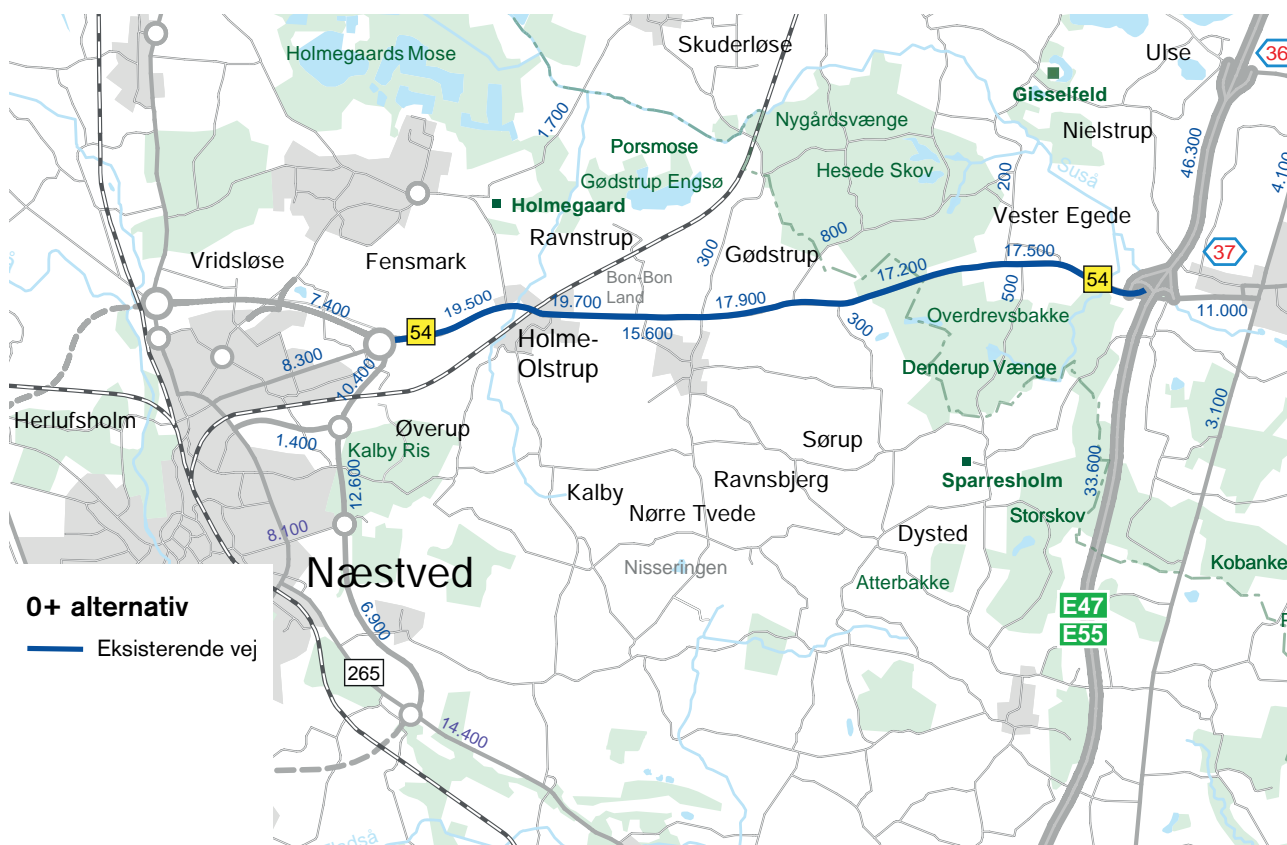 Skuderløse
Ulse
36
Holmegaards Mose
Gisselfeld
Nygårdsvænge
Nielstrup
1.700
46.300
4.100
Porsmose
Gødstrup Engsø
Hesede Skov
200
Suså
Holmegaard
Ravnstrup
Vester Egede
800
300
Gødstrup
17.500
37
Vridsløse
Fensmark
Bon-Bon
Land
17.200
54
7.400
19.500
19.700
17.900
500
11.000
54
15.600
300
Overdrevsbakke
Holme-
Olstrup
8.300
10.400
Denderup Vænge
3.100
Herlufsholm
1.400
Øverup
Kalby Ris
Sørup
12.600
Kalby
Ravnsbjerg
Sparresholm
33.600
Nørre Tvede
Storskov
8.100
Dysted
Næstved
Nisseringen
Atterbakke
Kobanke
0+ alternativ
Eksisterende vej
6.900
E47
E55
265
14.400